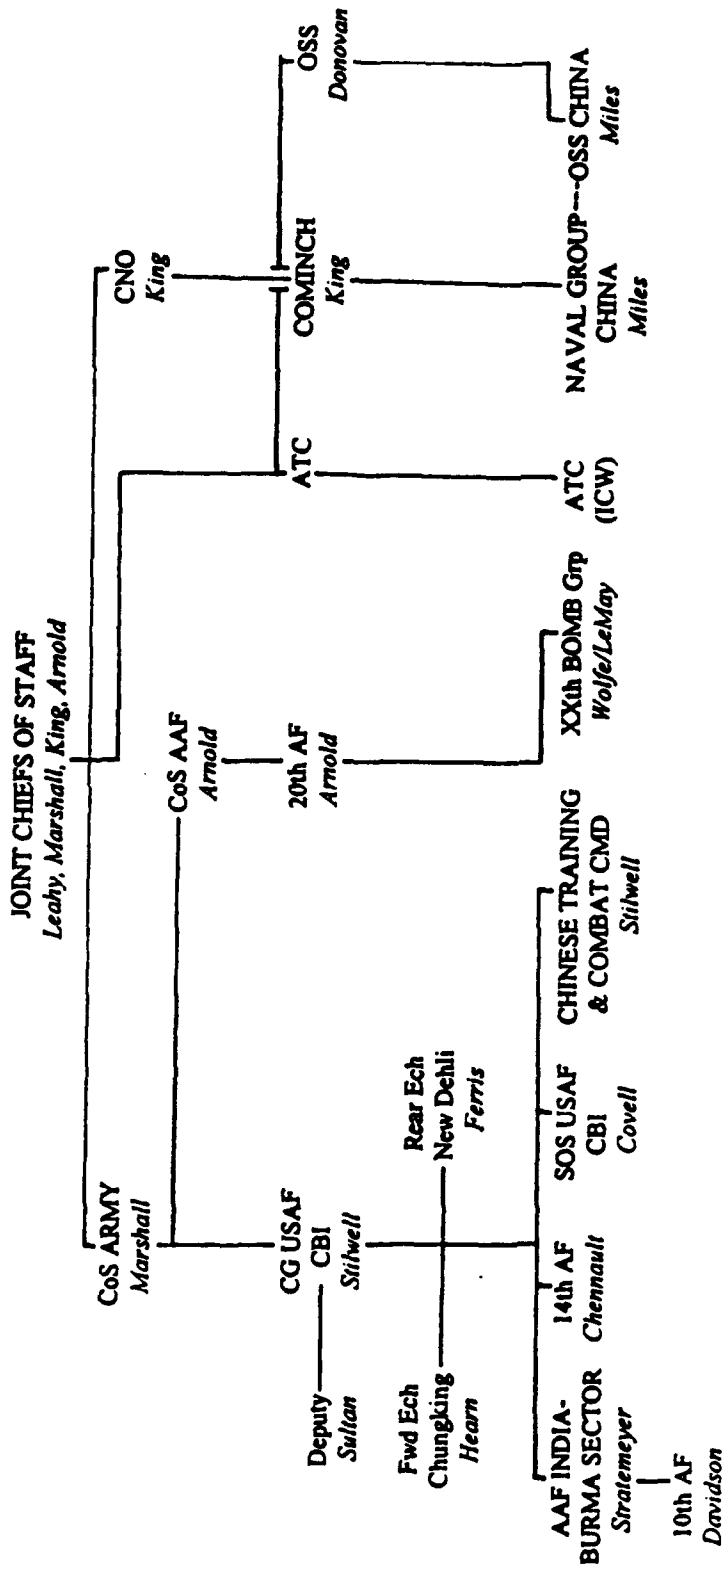 JOINT CHIEFS OF STAFF
Leahy, Marshall, King, Arnold
CoS ARMY
Marshall
CNO
King
CoS AAF
Arnold
CG USAF
CBI
Stilwell
Deputy
Sultan
20th AF
Arnold
ATC
COMINCH
King
OSS
Donovan
Fwd Ech
Chungking
Hearn
Rear Ech
New Dehli
Ferris
AAF INDIA-
BURMA SECTOR
Stratemeyer
14th AF
Chennault
SOS USAF
CBI
Covell
CHINESE TRAINING
& COMBAT CMD
Stilwell
XXth BOMB Grp
Wolfe/LeMay
ATC
(ICW)
NAVAL GROUP---OSS CHINA
CHINA
Miles
Miles
10th AF
Davidson